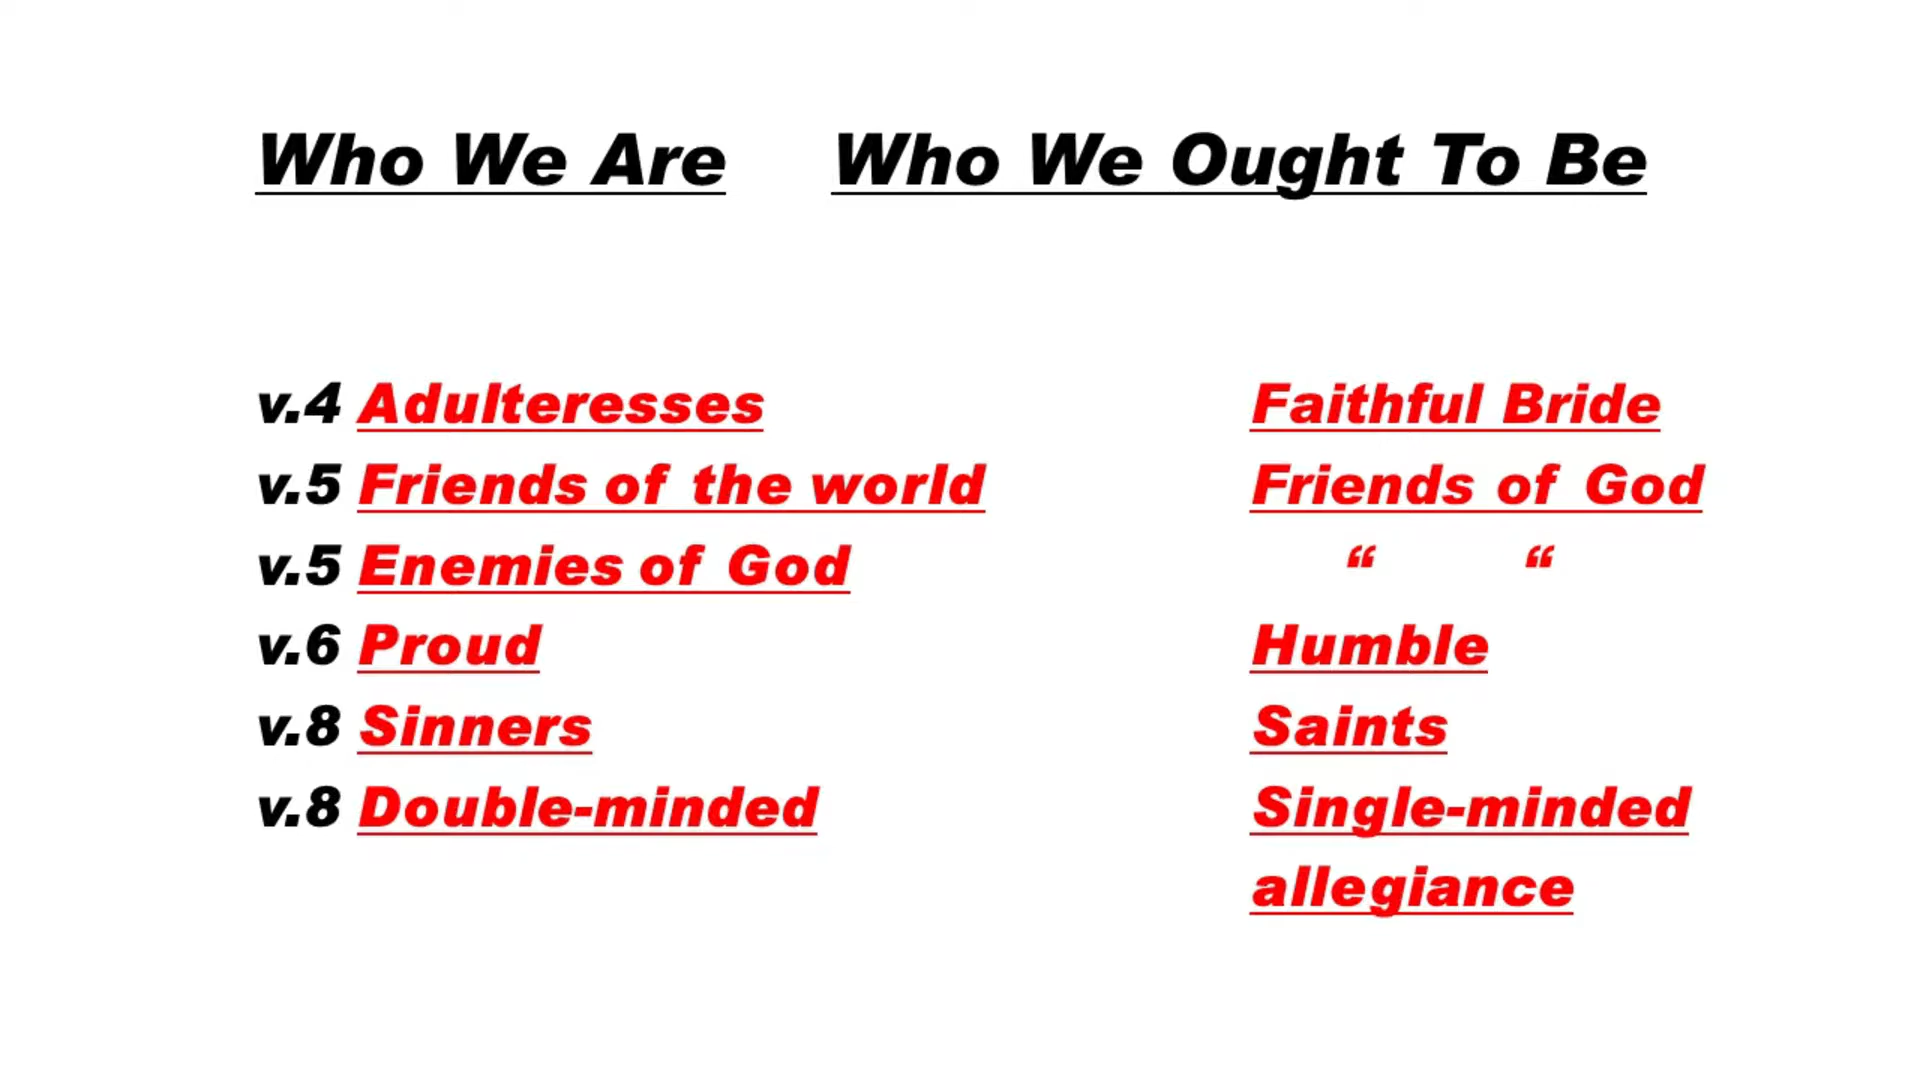 Who We Are Who We Ought To Be
v.4 Adulteresses Faithful Bride
v.5 Friends of the world Friends of God
v.5 Enemies of God “ “
v.6 Proud Humble
v.8 Sinners Saints
v.8 Double-minded Single-minded
allegiance